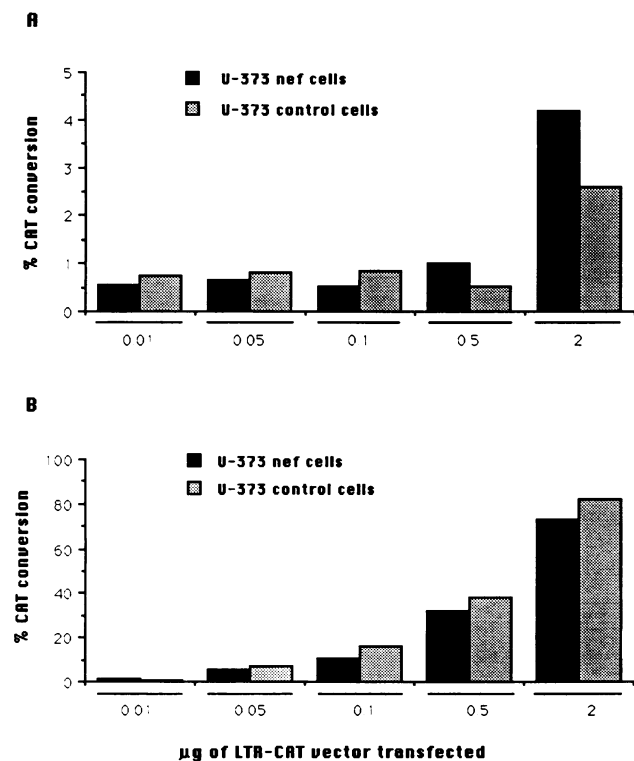 A
5
4
3
2
1
0
% CAT conversion
U-373 nef cells
U-373 control cells
0.01
0.05
0.1
0.5
2
B
100
80
60
40
20
0
% CAT conversion
U-373 nef cells
U-373 control cells
0.01
0.05
0.1
0.5
2
µg of LTR-CAT vector transfected